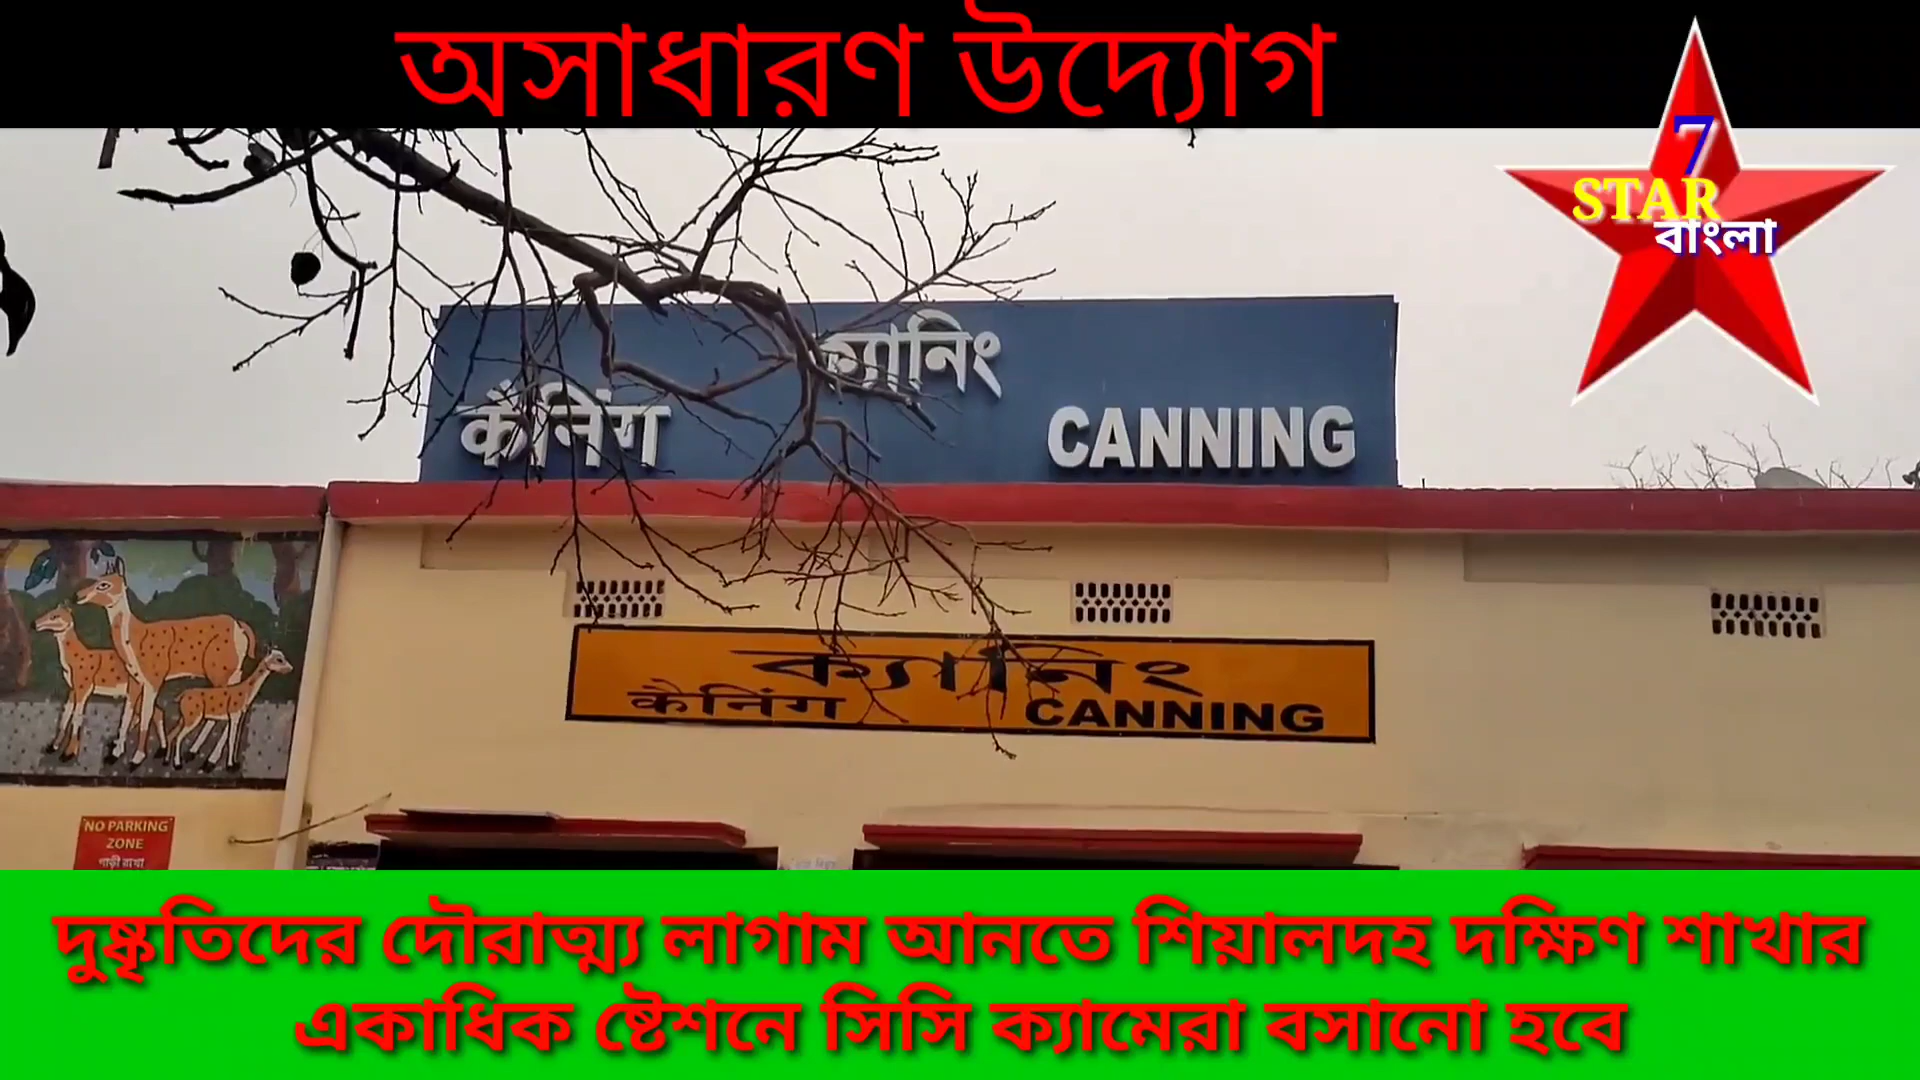 অসাধারণ উদ্যোগ
7
STAR
বাংলা
ক্যানিং
कैनिंग
CANNING
ক্যানিং
कैनिंग
CANNING
NO PARKING
ZONE
গাড়ী রাখা
দুষ্কৃতিদের দৌরাত্ম্য লাগাম আনতে শিয়ালদহ দক্ষিণ শাখার
একাধিক ষ্টেশনে সিসি ক্যামেরা বসানো হবে